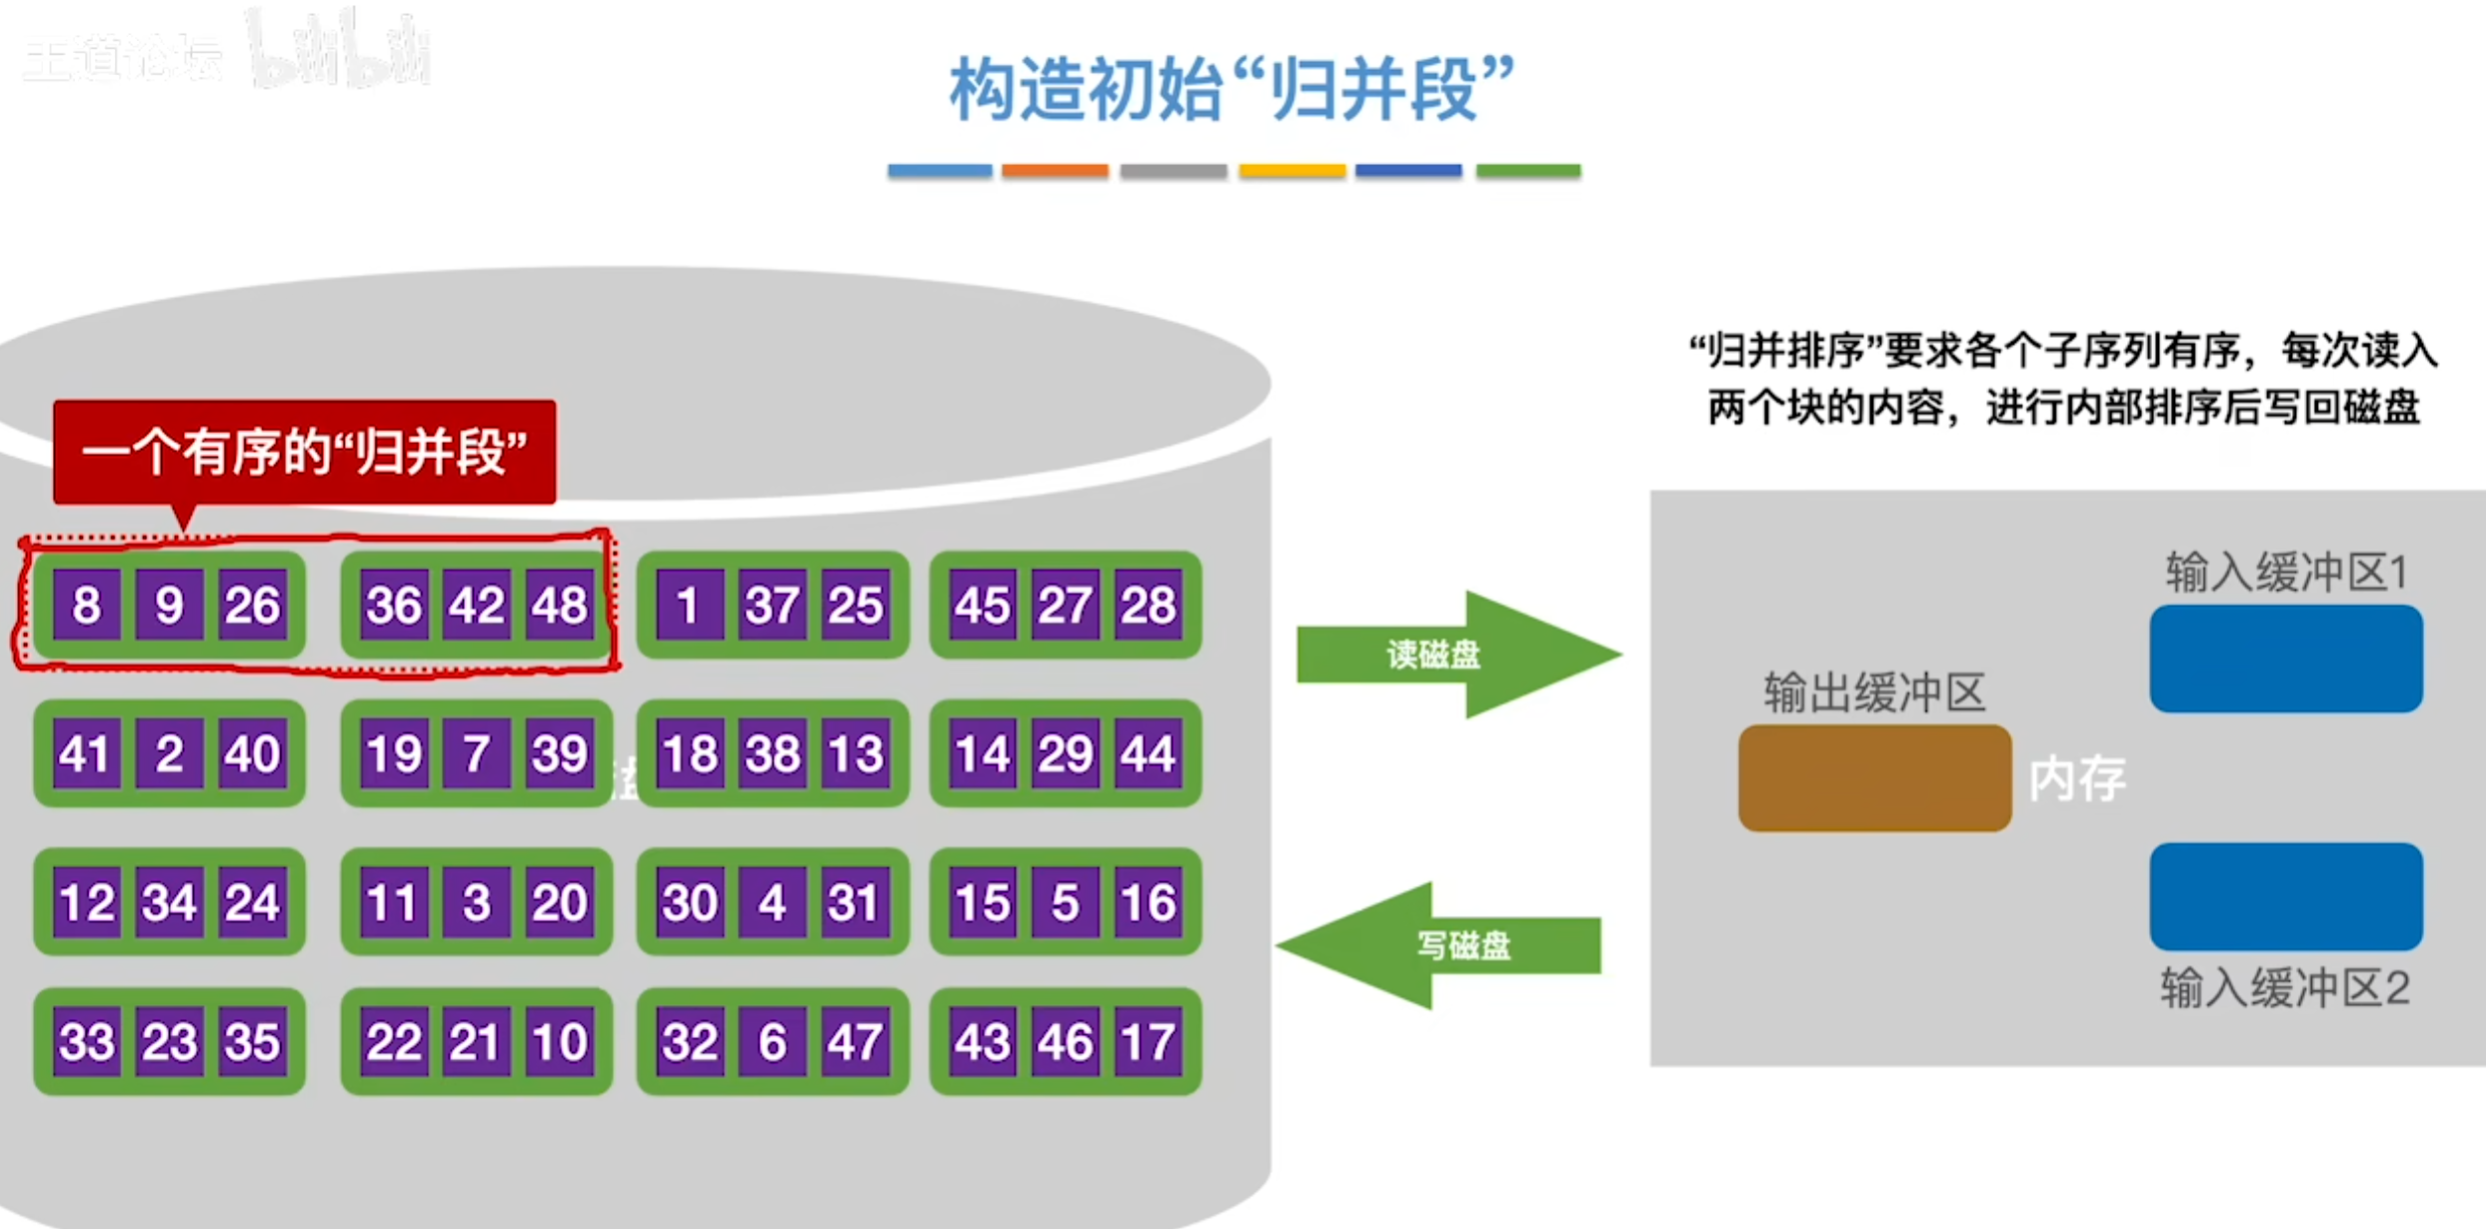 王道论坛 bilibili
构造初始“归并段”
“归并排序”要求各个子序列有序，每次读入
两个块的内容，进行内部排序后写回磁盘
一个有序的“归并段”
8 9 26 36 42 48 1 37 25 45 27 28
41 2 40 19 7 39 18 38 13 14 29 44
12 34 24 11 3 20 30 4 31 15 5 16
33 23 35 22 21 10 32 6 47 43 46 17
读磁盘
写磁盘
输入缓冲区1
输出缓冲区
内存
输入缓冲区2